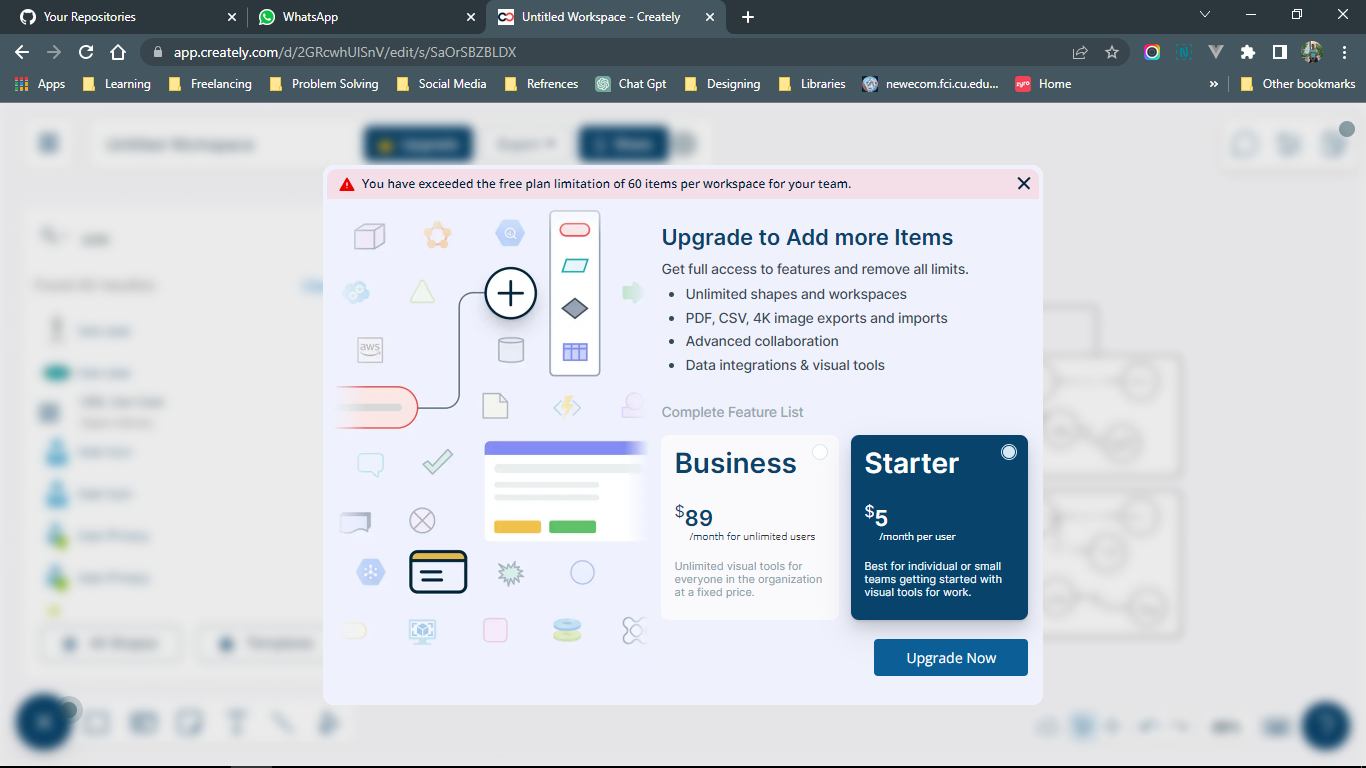 Your Repositories
WhatsApp
Untitled Workspace - Creately
app.creately.com/d/2GRcwhUlSnV/edit/s/SaOrSBZBLDX
Apps
Learning
Freelancing
Problem Solving
Social Media
Refrences
Chat Gpt
Designing
Libraries
newecom.fci.cu.edu...
Home
»
Other bookmarks
Untitled Workspace
Upgrade
Export
Share
You have exceeded the free plan limitation of 60 items per workspace for your team.
aws
Upgrade to Add more Items
Get full access to features and remove all limits.
• Unlimited shapes and workspaces
• PDF, CSV, 4K image exports and imports
• Advanced collaboration
• Data integrations & visual tools
Complete Feature List
Business
$89
/month for unlimited users
Unlimited visual tools for
everyone in the organization
at a fixed price.
Starter
$5
/month per user
Best for individual or small
teams getting started with
visual tools for work.
Upgrade Now